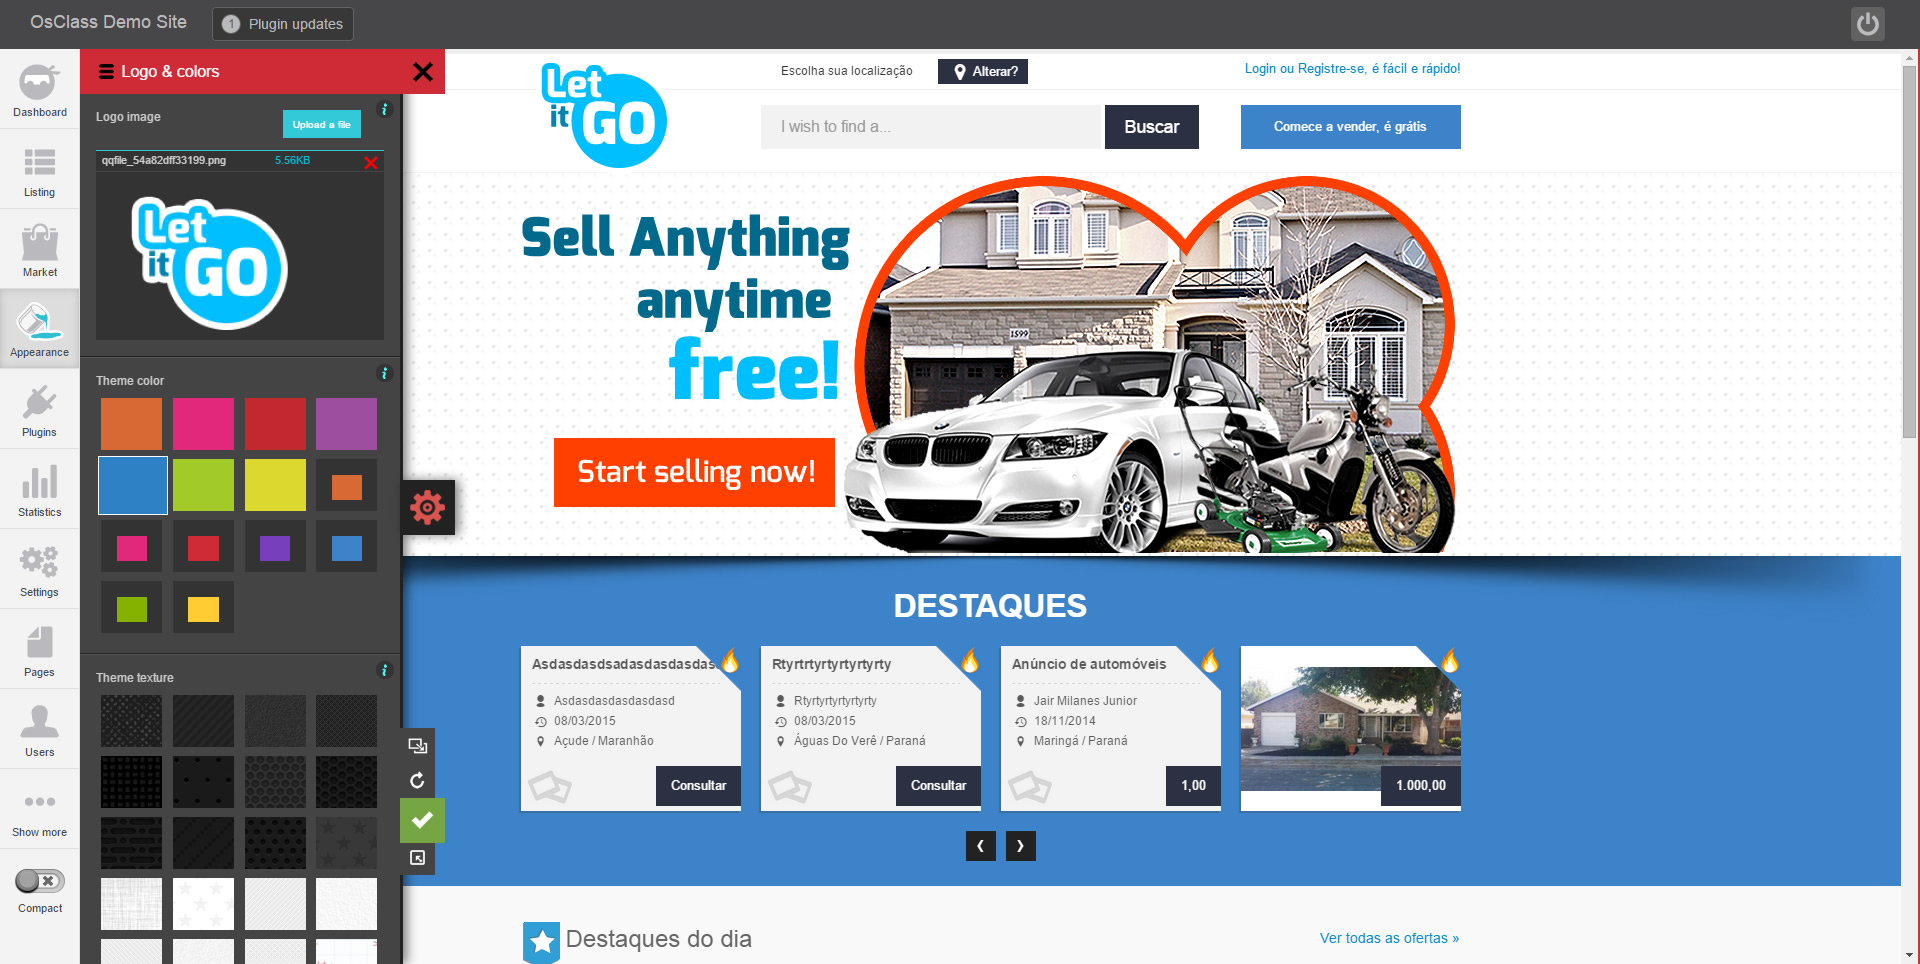 OsClass Demo Site
1 Plugin updates
Dashboard
Listing
Market
Appearance
Plugins
Statistics
Settings
Pages
Users
Show more
Compact
Logo & colors
Logo image
Upload a file
qqfile_54a82dff33199.png 5.56KB
Let
it GO
Theme color
Theme texture
Let
it GO
Escolha sua localização
Alterar?
Login ou Registre-se, é fácil e rápido!
I wish to find a...
Buscar
Comece a vender, é grátis
Sell Anything
anytime
free!
Start selling now!
1599
DESTAQUES
Asdasdasdsadasdasdasdas
Asdasdasdasdasdasd
08/03/2015
Açude / Maranhão
Consultar
Rtyrtrtyrtyrtyrtyrty
Rtyrtyrtyrtyrtyrty
08/03/2015
Águas Do Verê / Paraná
Consultar
Anúncio de automóveis
Jair Milanes Junior
18/11/2014
Maringá / Paraná
1,00
1.000,00
Destaques do dia
Ver todas as ofertas »